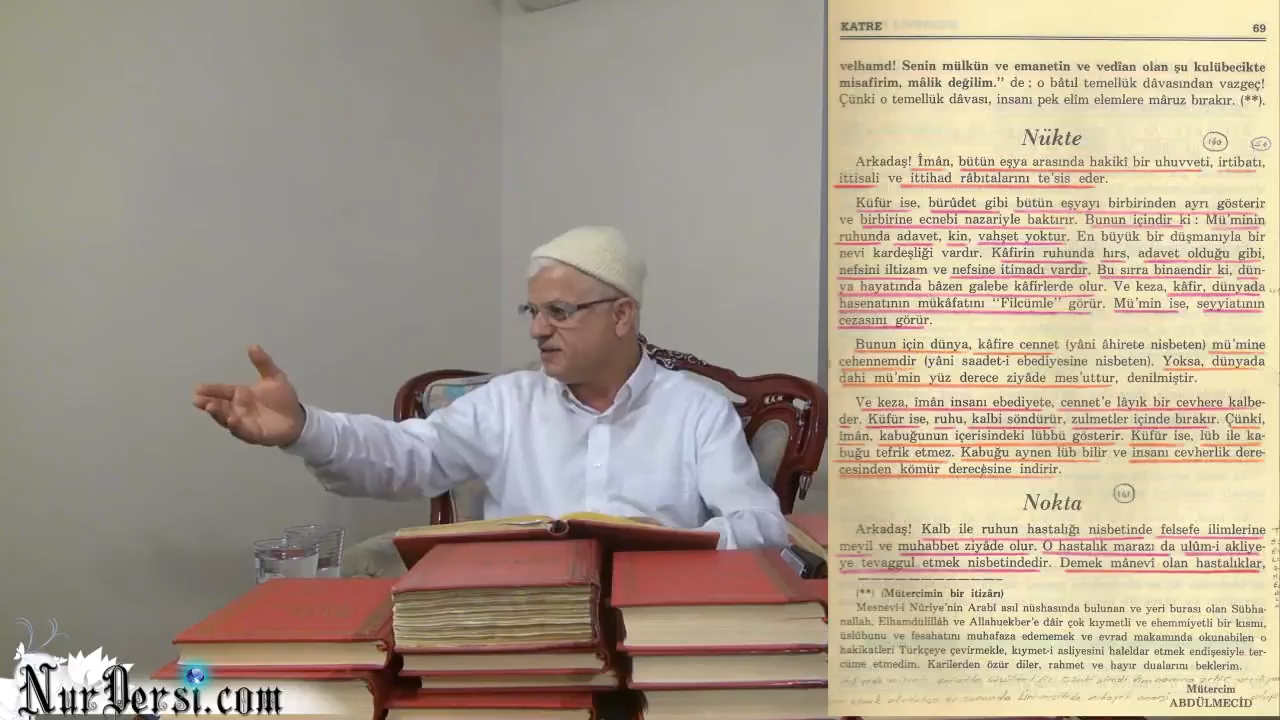 KATRE 69
velhamd! Senin mülkün ve emanetin ve vedîan olan şu kulübecikte
misafirim, mâlik değilim." de ; o bâtıl temellük dâvasından vazgeç!
Çünki o temellük dâvası, insanı pek elîm elemlere mâruz bırakır. (**).
Nükte
160
Arkadaş! Îmân, bütün eşya arasında hakikî bir uhuvveti, irtibatı,
ittisali ve ittihad râbıtalarını te'sis eder.
Küfür ise, bürûdet gibi bütün eşyayı birbirinden ayrı gösterir
ve birbirine ecnebi nazariyle baktırır. Bunun içindir ki : Mü'minin
ruhunda adavet, kin, vahşet yoktur. En büyük bir düşmanıyla bir
nevi kardeşliği vardır. Kâfirin ruhunda hırs, adavet olduğu gibi,
nefsini iltizam ve nefsine itimadı vardır. Bu sırra binaendir ki, dün-
ya hayatında bâzen galebe kâfirlerde olur. Ve keza, kâfir, dünyada
hasenatının mükâfatını "Filcümle" görür. Mü'min ise, seyyiatının
cezasını görür.
Bunun için dünya, kâfire cennet (yâni âhirete nisbeten) mü'mine
cehennemdir (yâni saadet-i ebediyesine nisbeten). Yoksa, dünyada
dahi mü'min yüz derece ziyâde mes'uttur, denilmiştir.
Ve keza, îmân insanı ebediyete, cennet'e lâyık bir cevhere kalbe-
der. Küfür ise, ruhu, kalbi söndürür, zulmetler içinde bırakır. Çünki,
imân, kabuğunun içerisindeki lübbü gösterir. Küfür ise, lüb ile ka-
buğu tefrik etmez. Kabuğu aynen lüb bilir ve insanı cevherlik dere-
cesinden kömür derecesine indirir.
Nokta
161
Arkadaş! Kalb ile ruhun hastalığı nisbetinde felsefe ilimlerine
meyil ve muhabbet ziyâde olur. O hastalık marazı da ulûm-i akliye-
ye tevaggul etmek nisbetindedir. Demek mânevî olan hastalıklar,
(**) (Mütercimin bir itizârı)
Mesnevî-i Nûriye'nin Arabî asıl nüshasında bulunan ve yeri burası olan Sübha-
nallah, Elhamdülillâh ve Allahuekber'e dâir çok kıymetli ve ehemmiyetli bir kısmı,
üslûbunu ve fesahatını muhafaza edememek ve evrad makamında okunabilen o
hakikatleri Türkçeye çevirmekle, kıymet-i asliyesini haleldar etmek endişesiyle ter-
cüme etmedim. Karilerden özür diler, rahmet ve hayır dualarını beklerim.
Mütercim
ABDÜLMECİD
NurDersi.com